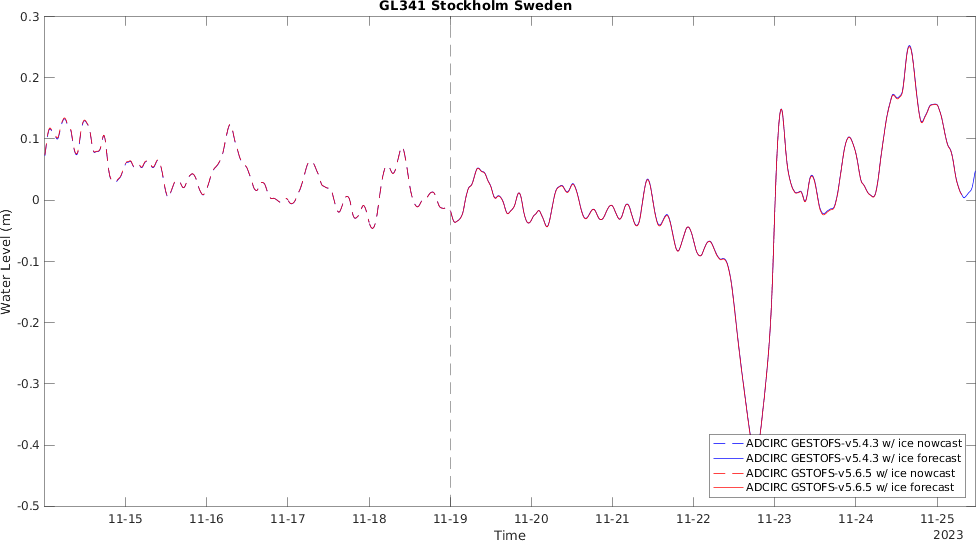 GL341 Stockholm Sweden
0.3
0.2
0.1
0
-0.1
-0.2
-0.3
-0.4
-0.5
Water Level (m)
ADCIRC GESTOFS-v5.4.3 w/ ice nowcast
ADCIRC GESTOFS-v5.4.3 w/ ice forecast
ADCIRC GSTOFS-v5.6.5 w/ ice nowcast
ADCIRC GSTOFS-v5.6.5 w/ ice forecast
11-15 11-16 11-17 11-18 11-19 11-20 11-21 11-22 11-23 11-24 11-25
Time
2023